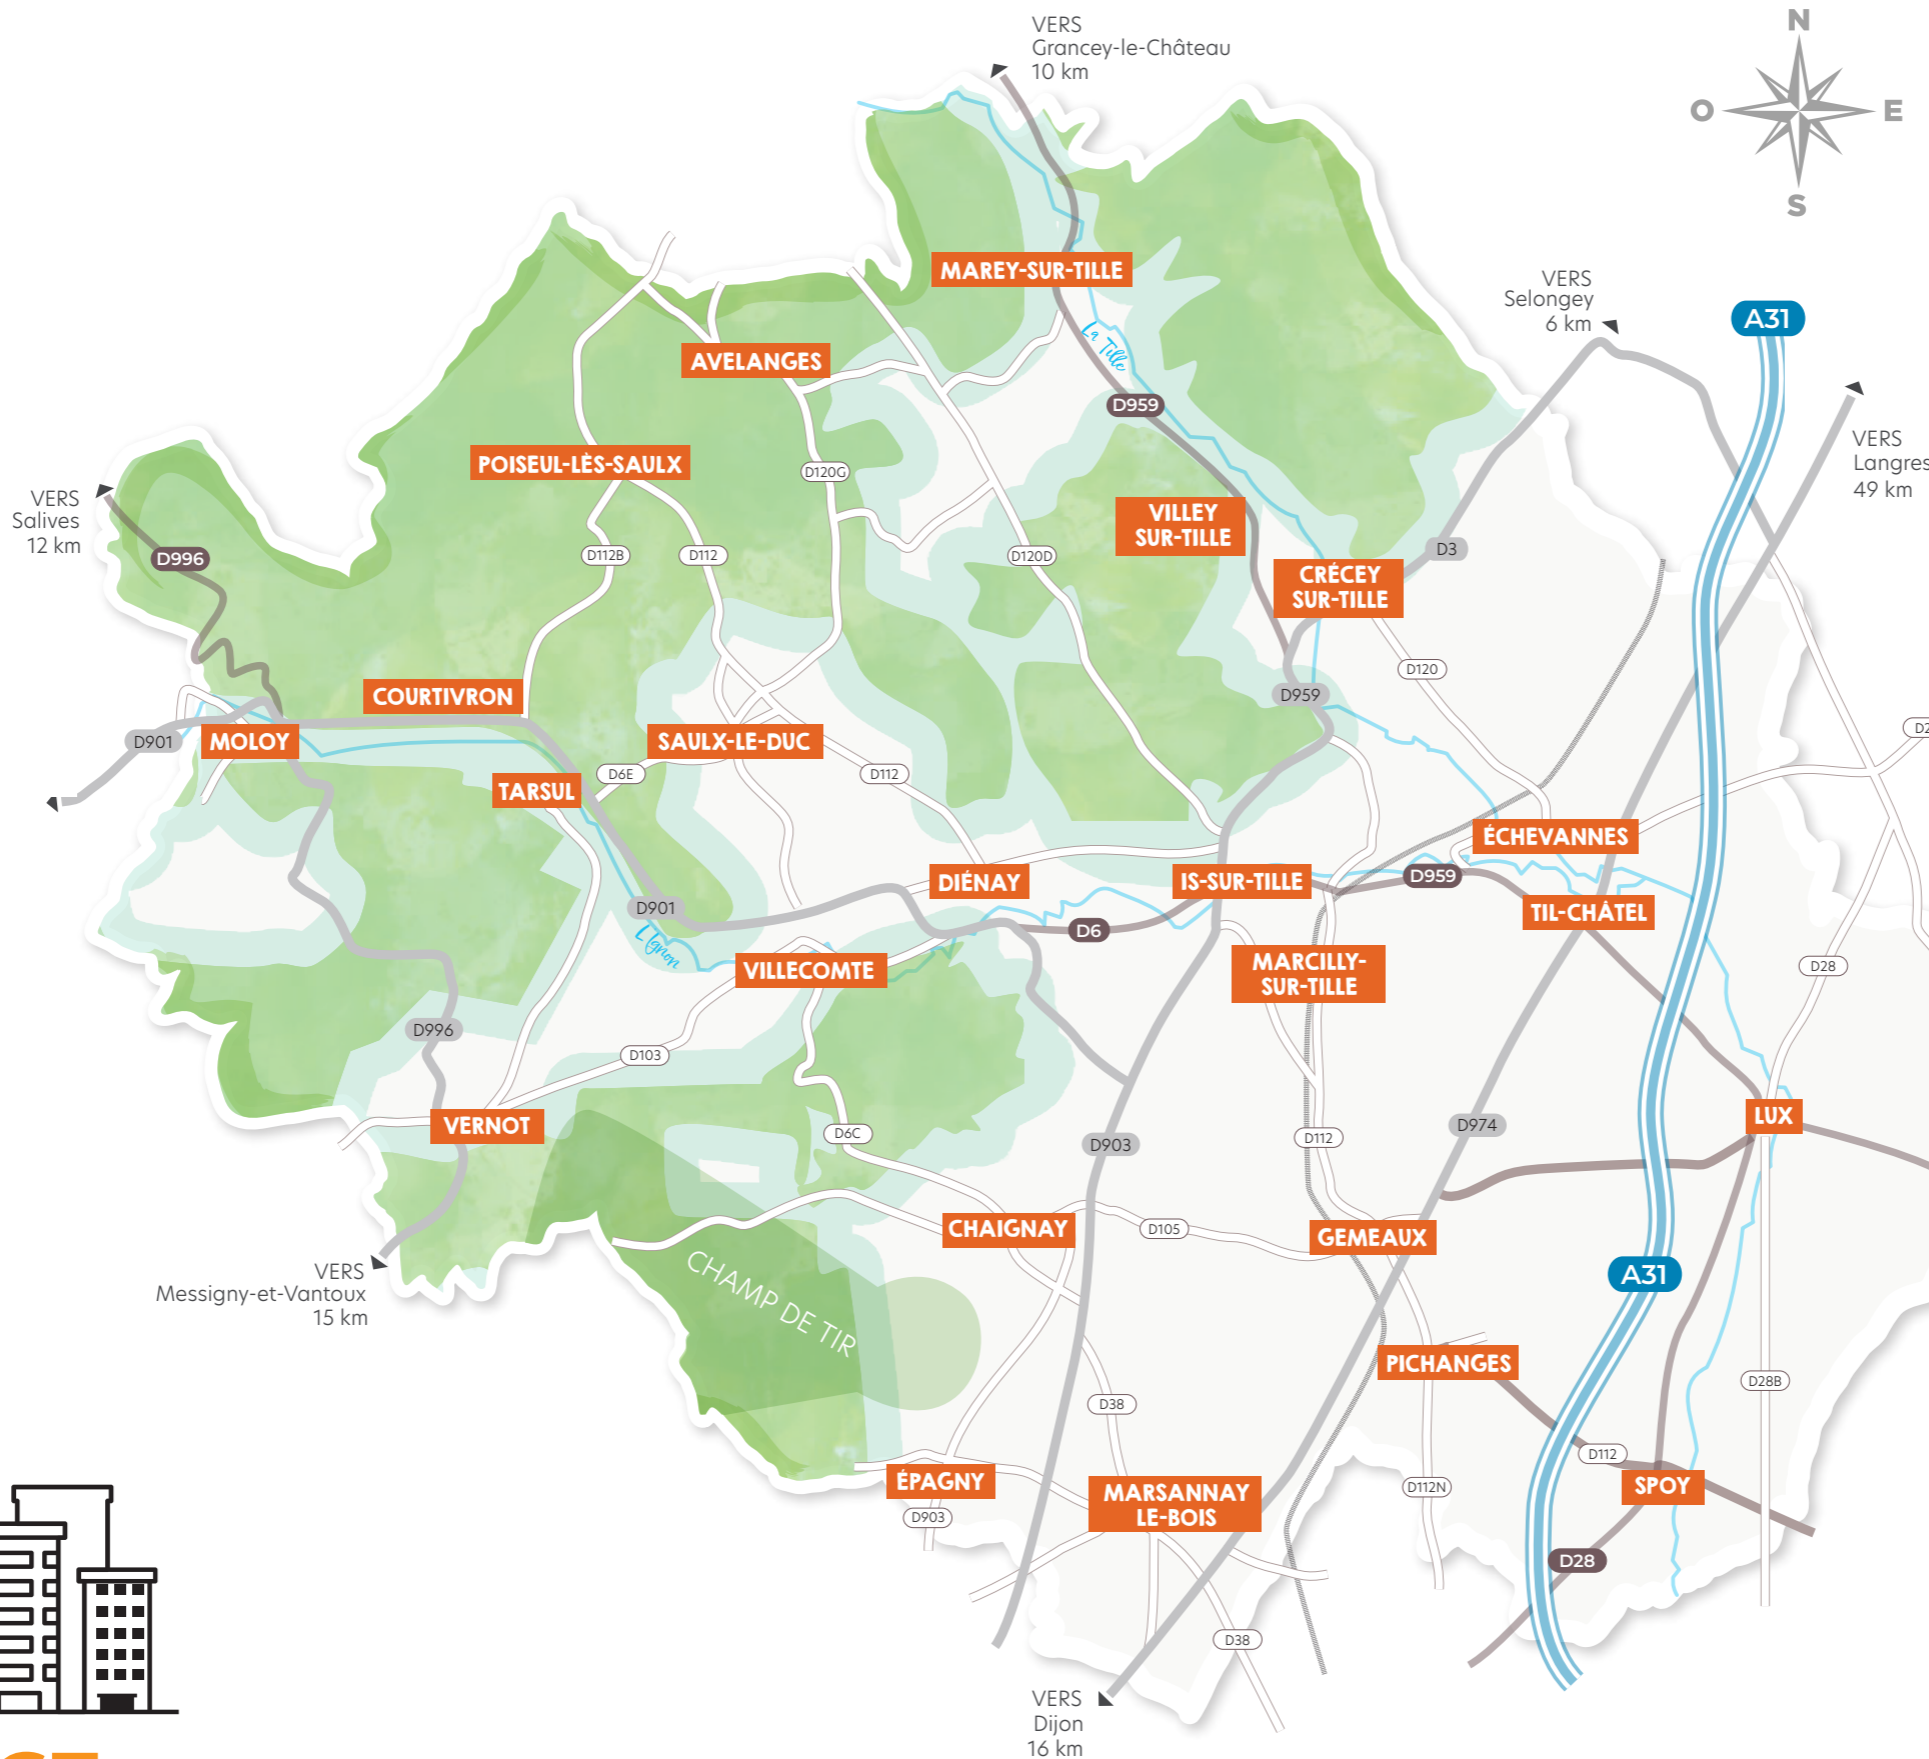 N
O
E
S
VERS
Grancey-le-Château
10 km
MAREY-SUR-TILLE
VERS
Selongey
6 km
A31
La Tille
AVELANGES
D959
VERS
Langres
49 km
POISEUL-LÈS-SAULX
D120G
VERS
Salives
12 km
VILLEY
SUR-TILLE
D996
D112B
D112
D120D
D3
CRÉCEY
SUR-TILLE
D120
COURTIVRON
D959
D901
MOLOY
SAULX-LE-DUC
D6E
D112
TARSUL
ÉCHEVANNES
DIÉNAY
IS-SUR-TILLE
D959
D901
TIL-CHÂTEL
D6
L'Ignon
VILLECOMTE
MARCILLY-
SUR-TILLE
D28
D996
D103
VERNOT
D6C
D903
D112
D974
LUX
CHAIGNAY
D105
GEMEAUX
CHAMP DE TIR
A31
VERS
Messigny-et-Vantoux
15 km
PICHANGES
D28B
D38
D112
ÉPAGNY
MARSANNAY
LE-BOIS
D112N
SPOY
D903
D28
D38
VERS
Dijon
16 km